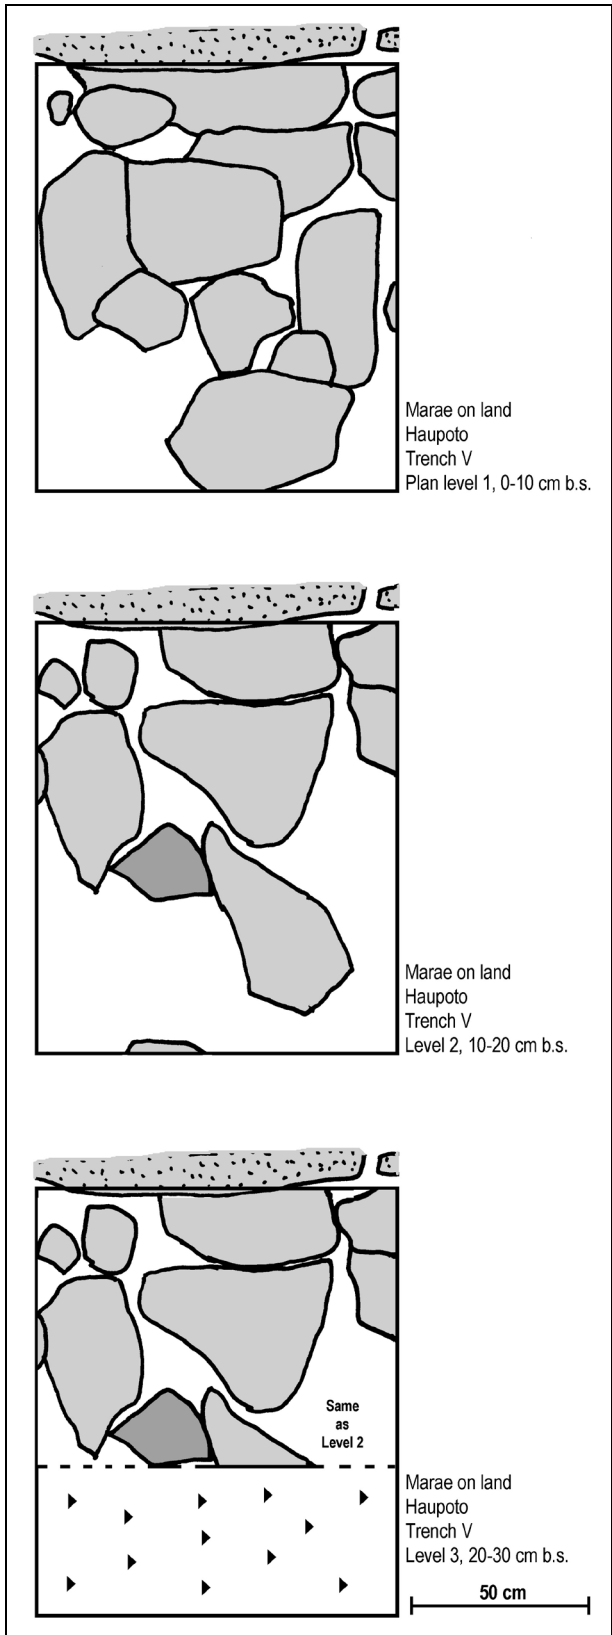 Marae on land
Haupoto
Trench V
Plan level 1, 0-10 cm b.s.
Marae on land
Haupoto
Trench V
Level 2, 10-20 cm b.s.
Same
as
Level 2
Marae on land
Haupoto
Trench V
Level 3, 20-30 cm b.s.
50 cm